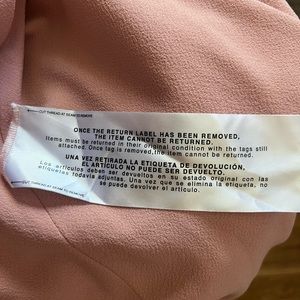 CUT THREAD AT SEAM TO REMOVE
ONCE THE RETURN LABEL HAS BEEN REMOVED,
THE ITEM CANNOT BE RETURNED.
Items must be returned in their original condition with the tags still
attached. Once tag is removed,the item cannot be returned.
UNA VEZ RETIRADA LA ETIQUETA DE DEVOLUCIÓN,
EL ARTICULO NO PUEDE SER DEVUELTO.
Los artículos deben ser devueltos en su estado original con las
etiquetas todavía adjuntas. Una vez que se elimina la etiqueta, no
se puede devolver el artículo.
CUT THREAD AT SEAM TO REMOVE